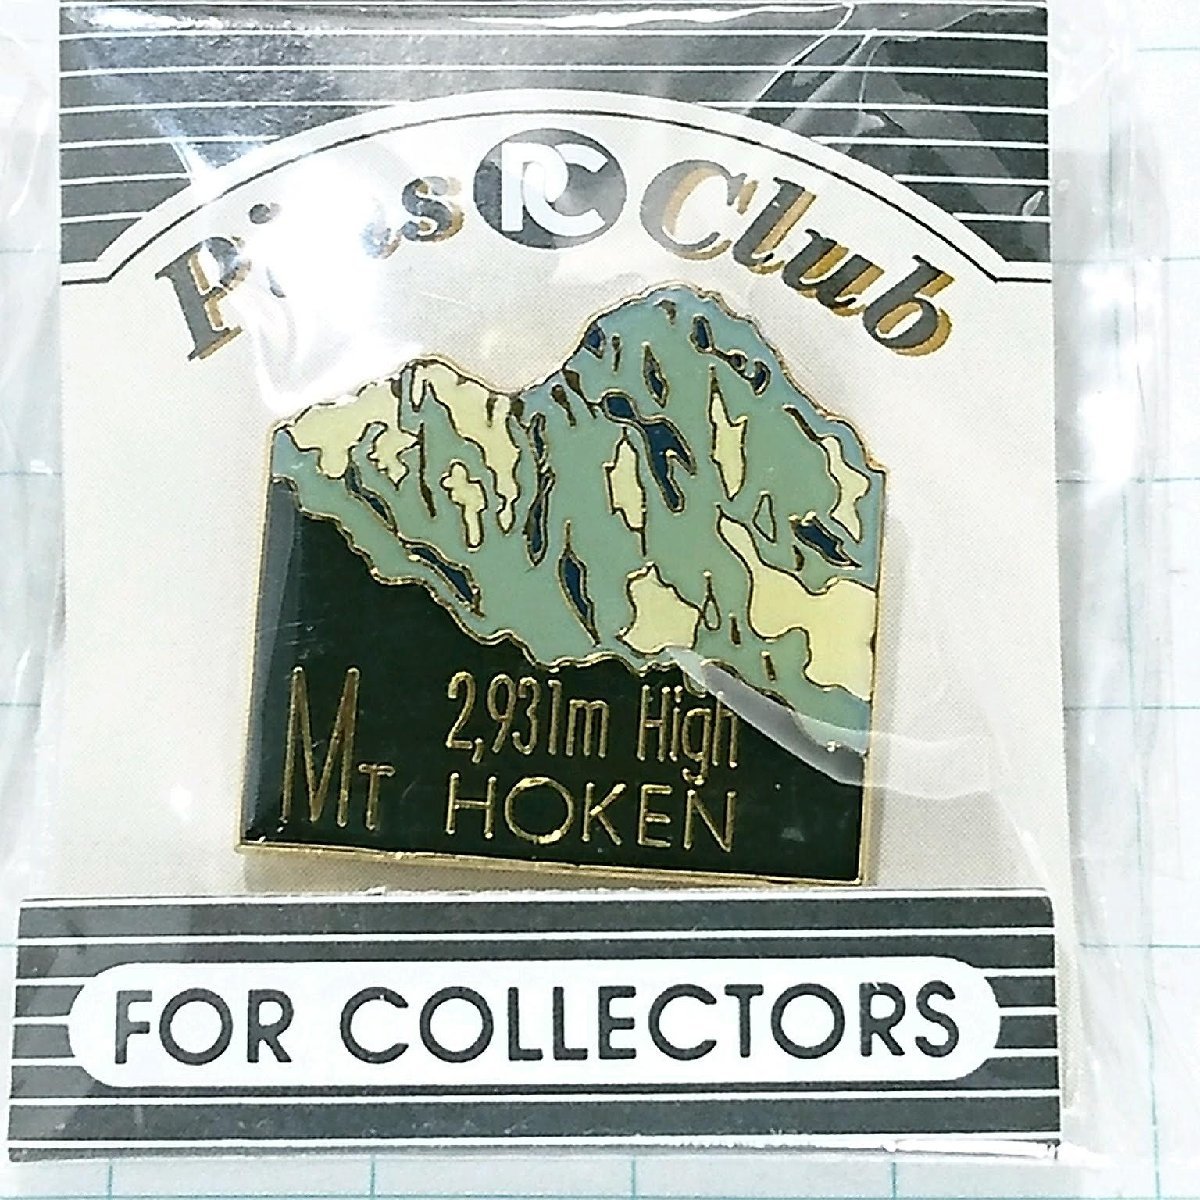 Pins PC Club
2,931m High
MT HOKEN
FOR COLLECTORS